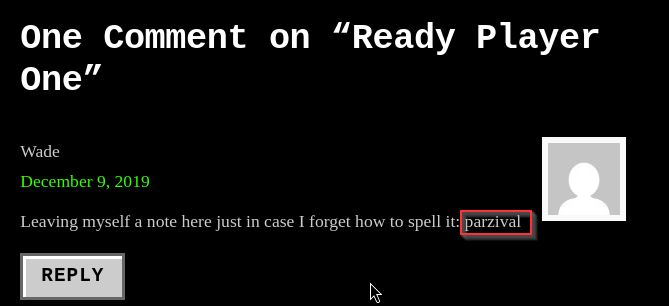 One Comment on “Ready Player
One”
Wade
December 9, 2019
Leaving myself a note here just in case I forget how to spell it: parzival
REPLY